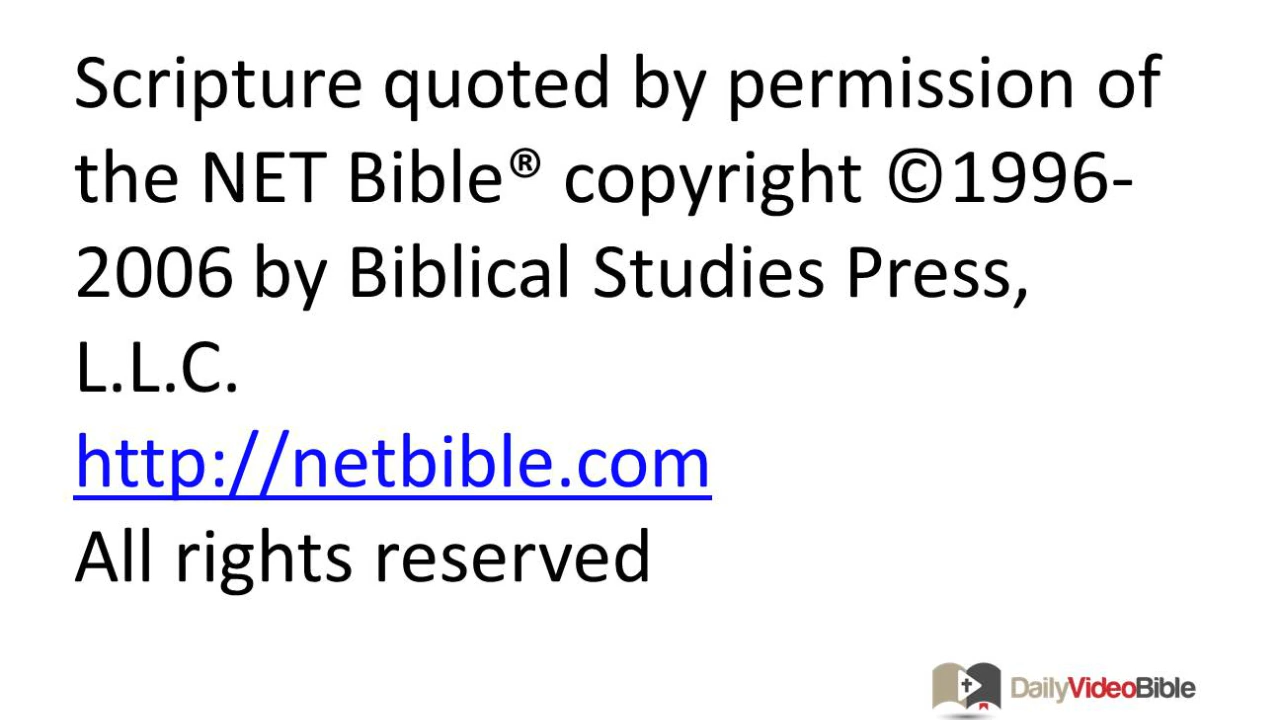 Scripture quoted by permission of
the NET Bible® copyright ©1996-
2006 by Biblical Studies Press,
L.L.C.
http://netbible.com
All rights reserved
DailyVideoBible